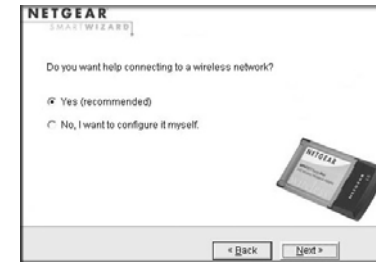 NETGEAR
SMARTWIZARD
Do you want help connecting to a wireless network?
Yes (recommended)
No, I want to configure it myself.
NETGEAR
< Back
Next >